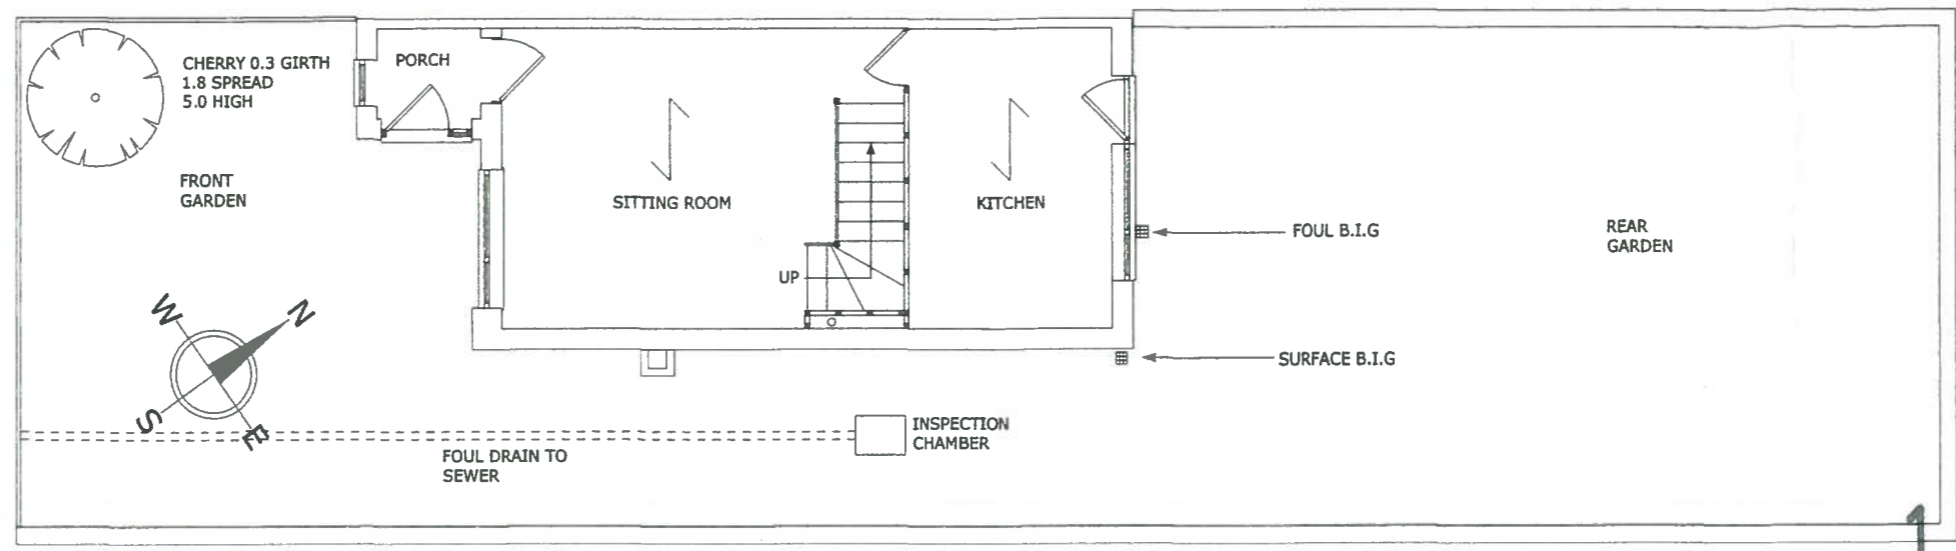 CHERRY 0.3 GIRTH
1.8 SPREAD
5.0 HIGH
PORCH
FRONT
GARDEN
SITTING ROOM
KITCHEN
UP
FOUL B.I.G
REAR
GARDEN
SURFACE B.I.G
W
N
S
E
INSPECTION
CHAMBER
FOUL DRAIN TO
SEWER